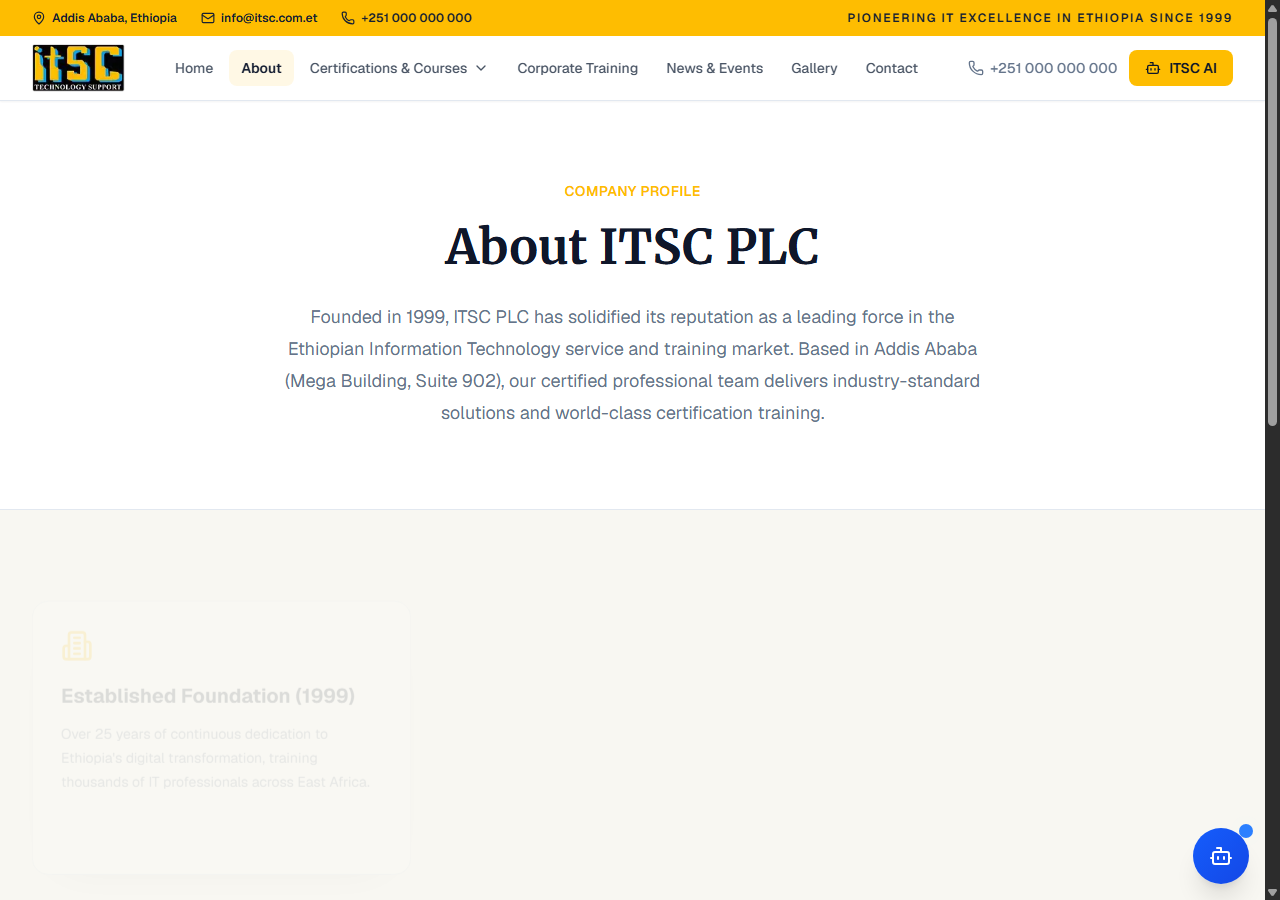 Addis Ababa, Ethiopia
info@itsc.com.et
+251 000 000 000
PIONEERING IT EXCELLENCE IN ETHIOPIA SINCE 1999
itSC
TECHNOLOGY SUPPORT
Home
About
Certifications & Courses
Corporate Training
News & Events
Gallery
Contact
+251 000 000 000
ITSC AI
COMPANY PROFILE
About ITSC PLC
Founded in 1999, ITSC PLC has solidified its reputation as a leading force in the
Ethiopian Information Technology service and training market. Based in Addis Ababa
(Mega Building, Suite 902), our certified professional team delivers industry-standard
solutions and world-class certification training.
Established Foundation (1999)
Over 25 years of continuous dedication to
Ethiopia's digital transformation, training
thousands of IT professionals across East Africa.